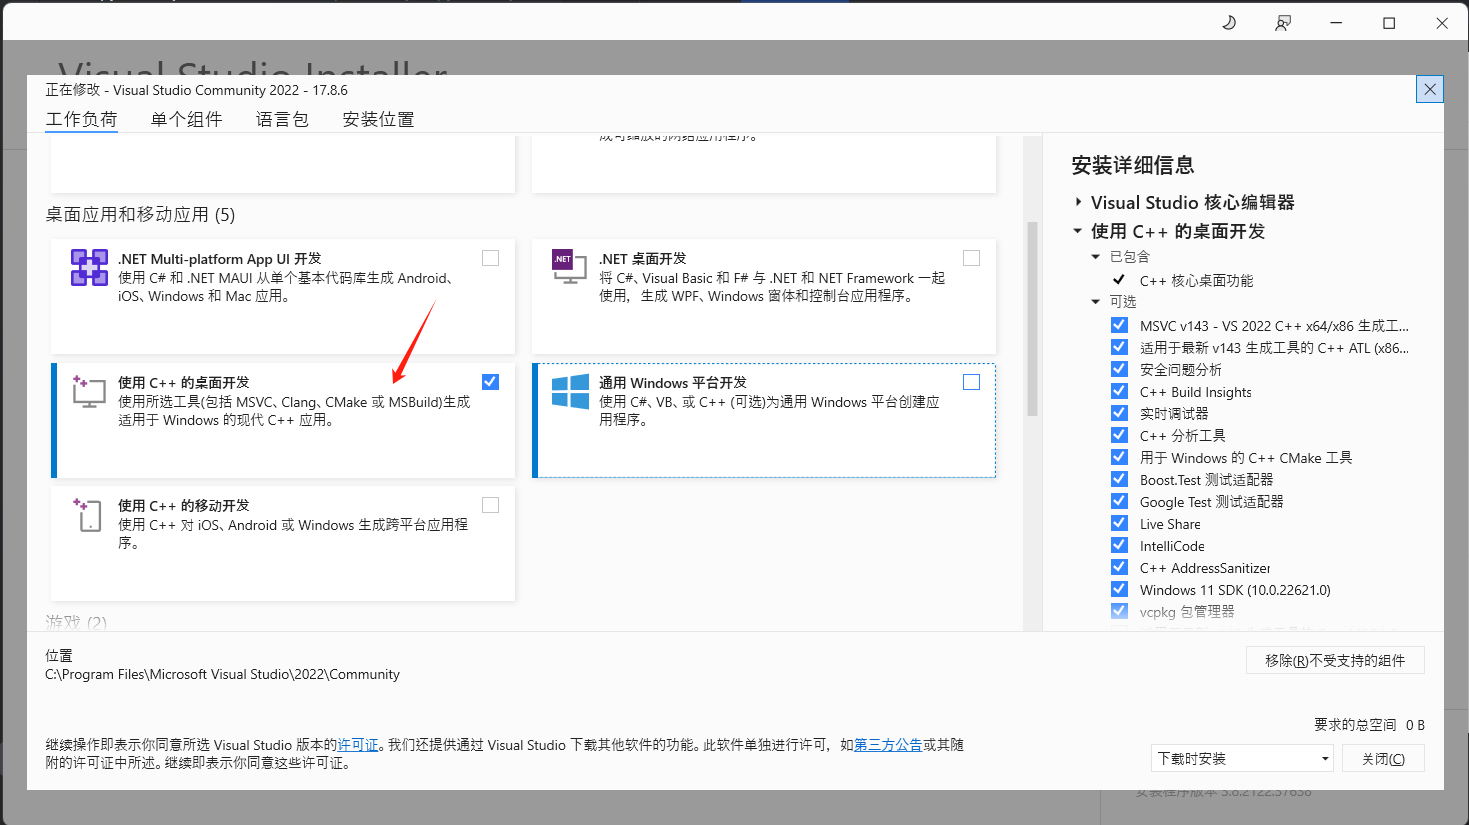 Visual Studio Installer
正在修改 - Visual Studio Community 2022 - 17.8.6
工作负荷 单个组件 语言包 安装位置
成可缩放的网络应用程序。
桌面应用和移动应用 (5)
.NET Multi-platform App UI 开发
使用 C# 和 .NET MAUI 从单个基本代码库生成 Android、
iOS、Windows 和 Mac 应用。
.NET
.NET 桌面开发
将 C#、Visual Basic 和 F# 与 .NET 和 NET Framework 一起
使用，生成 WPF、Windows 窗体和控制台应用程序。
使用 C++ 的桌面开发
使用所选工具(包括 MSVC、Clang、CMake 或 MSBuild)生成
适用于 Windows 的现代 C++ 应用。
通用 Windows 平台开发
使用 C#、VB、或 C++ (可选)为通用 Windows 平台创建应
用程序。
使用 C++ 的移动开发
使用 C++ 对 iOS、Android 或 Windows 生成跨平台应用程
序。
游戏 (2)
安装详细信息
Visual Studio 核心编辑器
使用 C++ 的桌面开发
已包含
C++ 核心桌面功能
可选
MSVC v143 - VS 2022 C++ x64/x86 生成工...
适用于最新 v143 生成工具的 C++ ATL (x86...
安全问题分析
C++ Build Insights
实时调试器
C++ 分析工具
用于 Windows 的 C++ CMake 工具
Boost.Test 测试适配器
Google Test 测试适配器
Live Share
IntelliCode
C++ AddressSanitizer
Windows 11 SDK (10.0.22621.0)
vcpkg 包管理器
位置
C:\Program Files\Microsoft Visual Studio\2022\Community
移除(R)不受支持的组件
要求的总空间 0 B
继续操作即表示你同意所选 Visual Studio 版本的许可证。我们还提供通过 Visual Studio 下载其他软件的功能。此软件单独进行许可，如第三方公告或其随
附的许可证中所述。继续即表示你同意这些许可证。
下载时安装
关闭(C)
安装程序版本 3.8.2122.37638